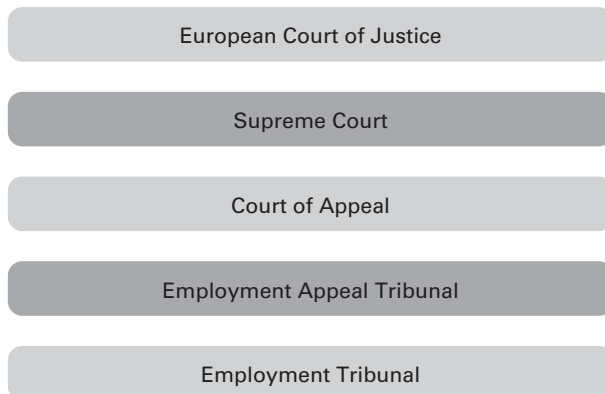 European Court of Justice
Supreme Court
Court of Appeal
Employment Appeal Tribunal
Employment Tribunal